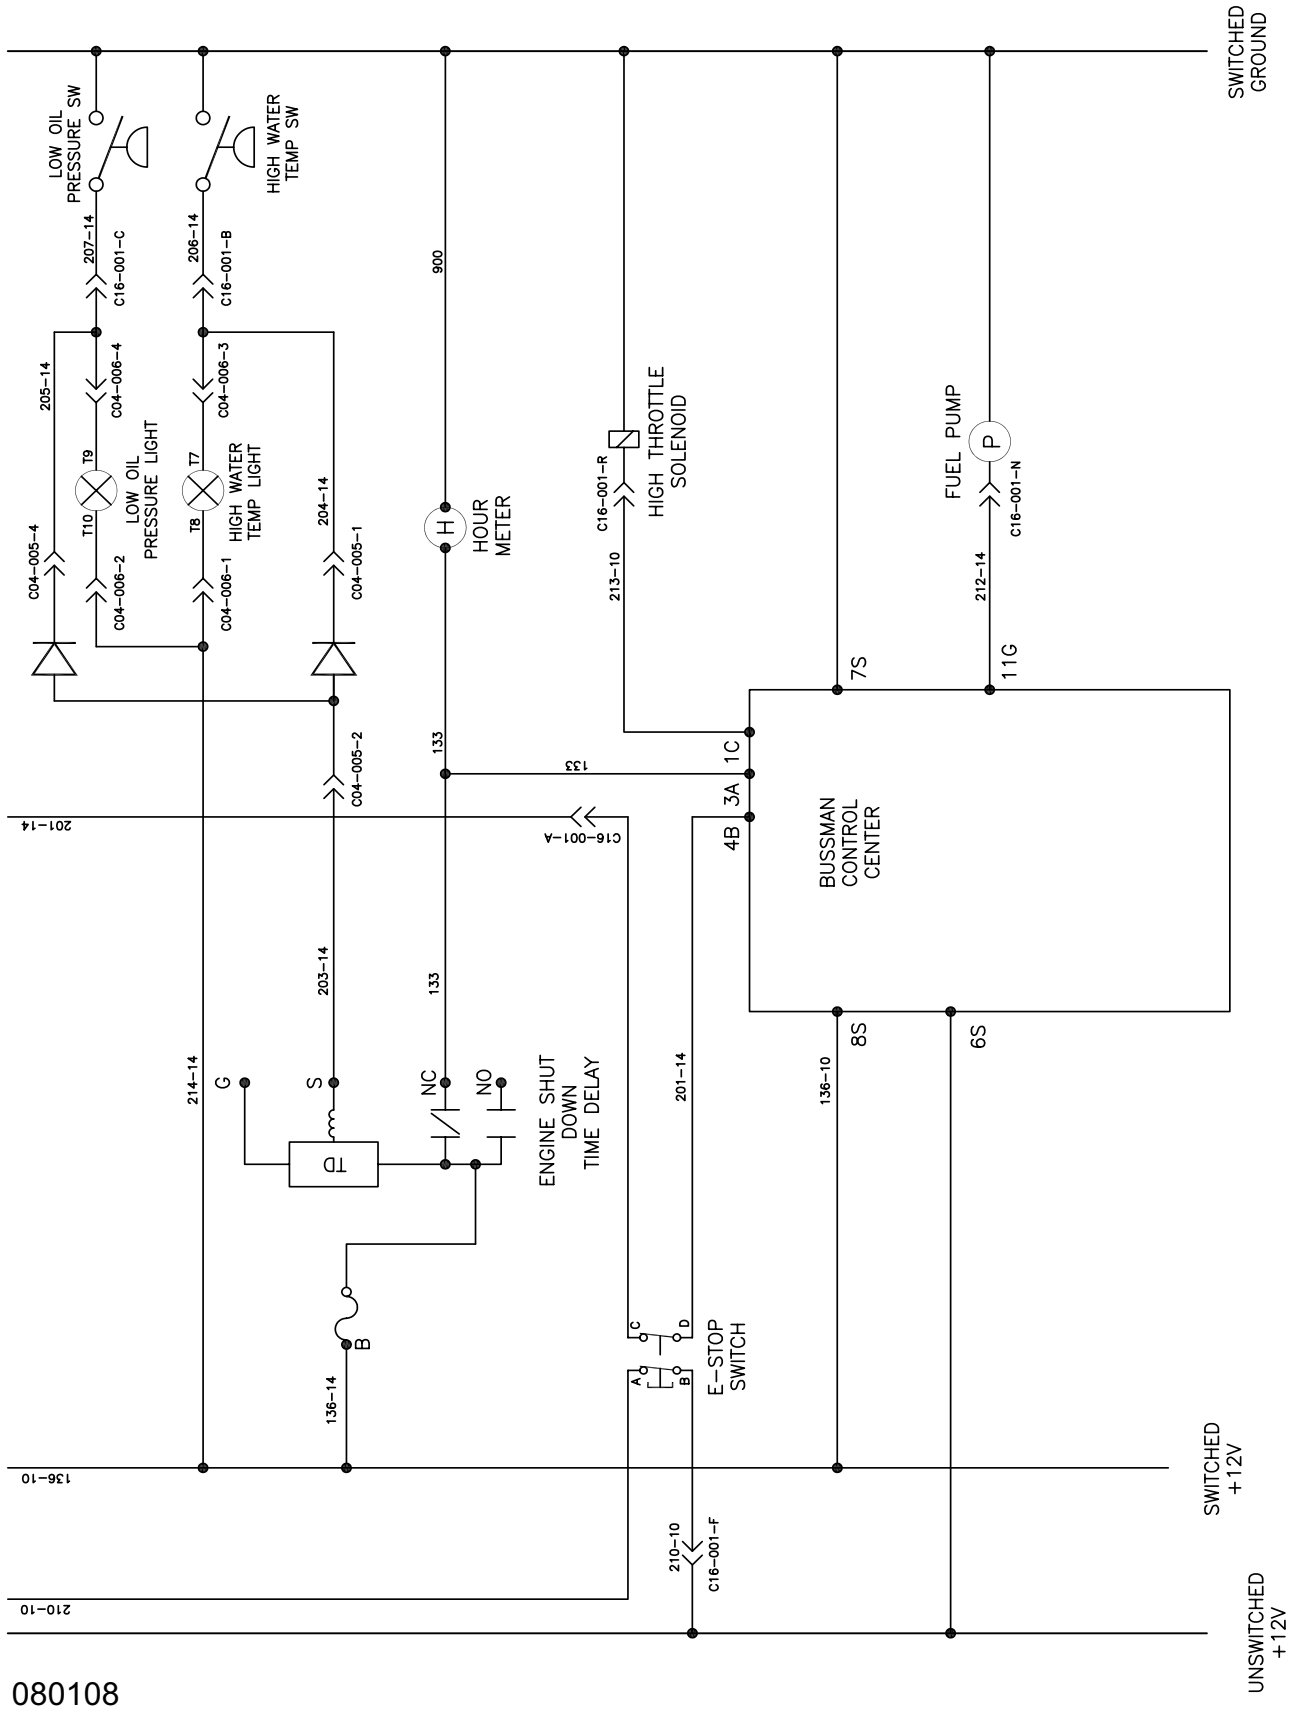 SWITCHED
GROUND
LOW OIL
PRESSURE SW
HIGH WATER
TEMP SW
207-14
C16-001-C
206-14
C16-001-B
900
205-14
C04-006-4
C04-006-3
T9
T10
LOW OIL
PRESSURE LIGHT
T7
T8
HIGH WATER
TEMP LIGHT
204-14
C04-005-4
C04-006-2
C04-006-1
C04-005-1
H
HOUR
METER
C16-001-R
HIGH THROTTLE
SOLENOID
213-10
FUEL PUMP
P
C16-001-N
212-14
7S
11G
133
133
C04-005-2
1C
3A
4B
201-14
C16-001-A
BUSSMAN
CONTROL
CENTER
203-14
133
8S
6S
214-14
G
S
NC
NO
TD
ENGINE SHUT
DOWN
TIME DELAY
201-14
136-10
B
136-14
C
D
A
B
E-STOP
SWITCH
136-10
SWITCHED
+12V
210-10
C16-001-F
210-10
UNSWITCHED
+12V
080108